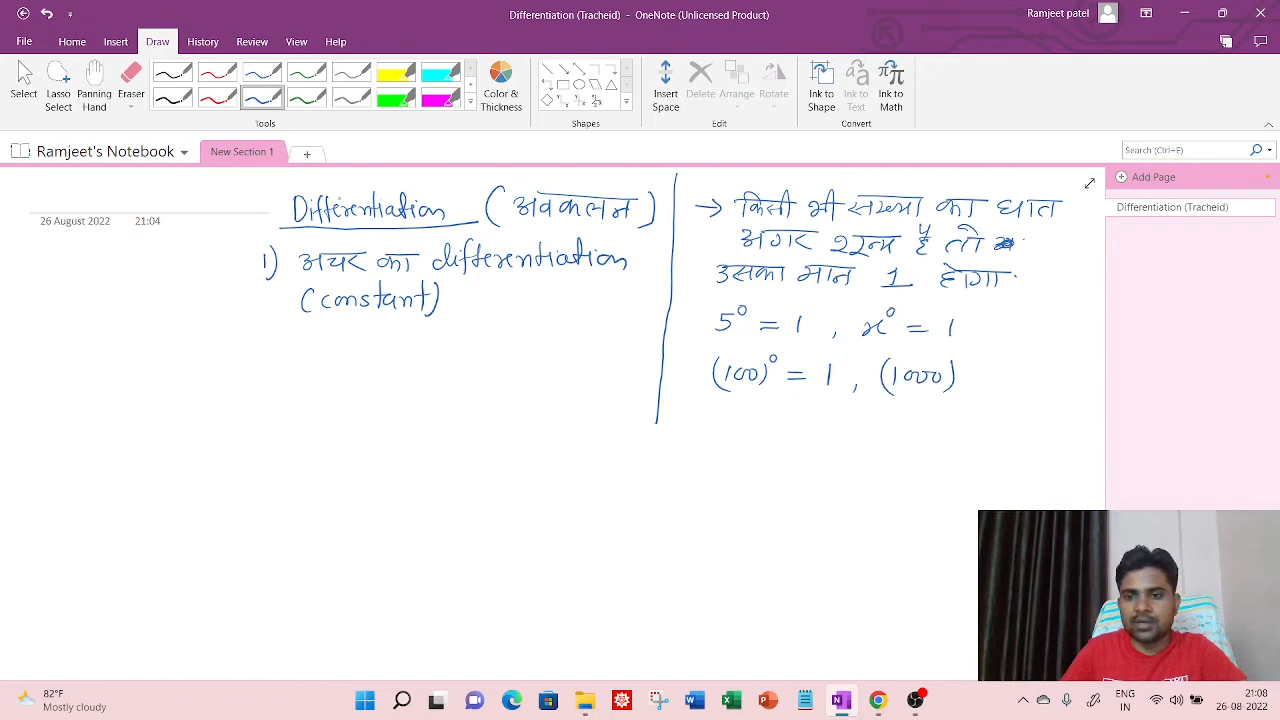 Differentiation (Tracheid) - OneNote (Unlicensed Product)
Ramjeet patel
File Home Insert Draw History Review View Help
Select
Lasso Select
Panning Hand
Eraser
Color & Thickness
Insert Space
Delete
Arrange
Rotate
Ink to Shape
Ink to Text
Ink to Math
Tools
Shapes
Edit
Convert
Ramjeet's Notebook
New Section 1
Search (Ctrl+E)
Add Page
Differentiation (Tracheid)
26 August 2022 21:04
Differentiation (अवकलन)
1) अचर का differentiation
(constant)
→ किसी भी संख्या का घात
अगर शून्य है तो
उसका मान 1 होगा
5⁰ = 1 , x⁰ = 1
(100)⁰ = 1 , (1000)
82°F
Mostly cloudy
ENG
IN
21:08
26-08-2022